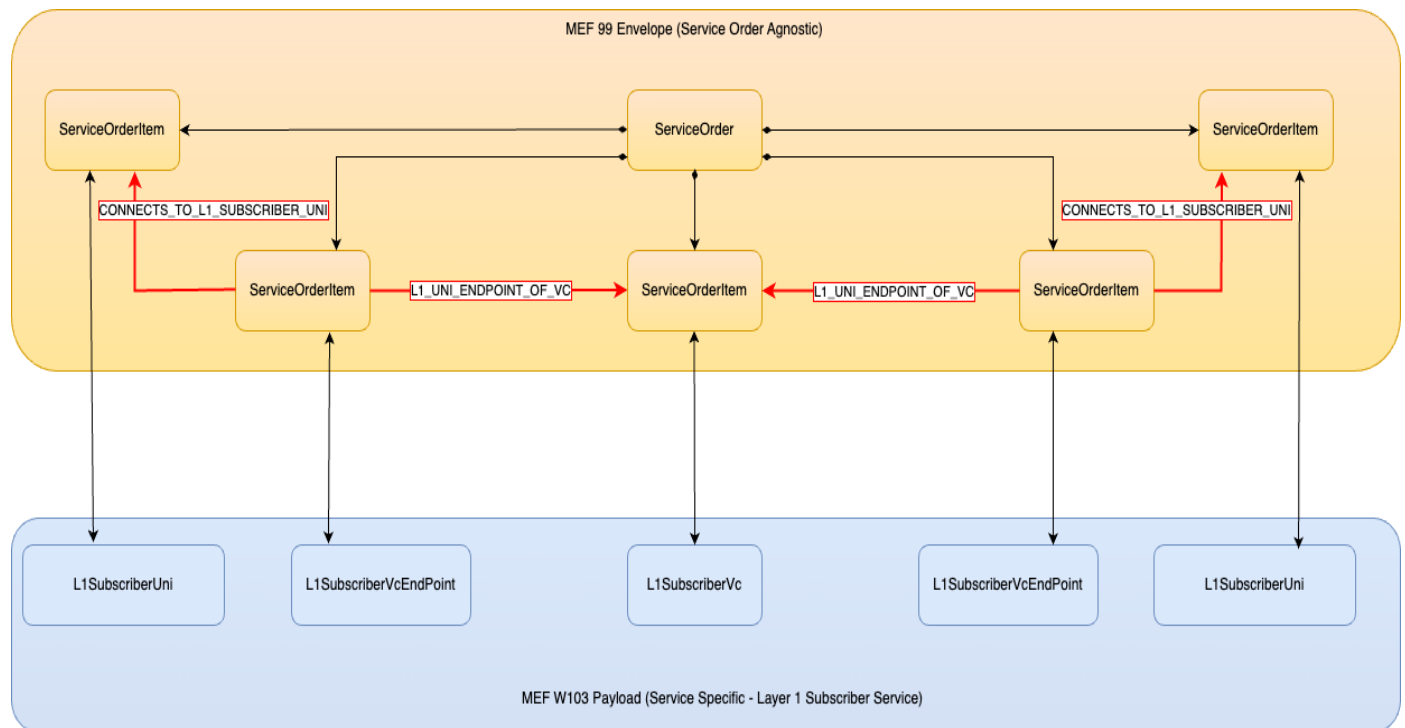 MEF 99 Envelope (Service Order Agnostic)
ServiceOrderItem
ServiceOrder
ServiceOrderItem
CONNECTS_TO_L1_SUBSCRIBER_UNI
CONNECTS_TO_L1_SUBSCRIBER_UNI
ServiceOrderItem
L1_UNI_ENDPOINT_OF_VC
ServiceOrderItem
L1_UNI_ENDPOINT_OF_VC
ServiceOrderItem
L1SubscriberUni
L1SubscriberVcEndPoint
L1SubscriberVc
L1SubscriberVcEndPoint
L1SubscriberUni
MEF W103 Payload (Service Specific - Layer 1 Subscriber Service)